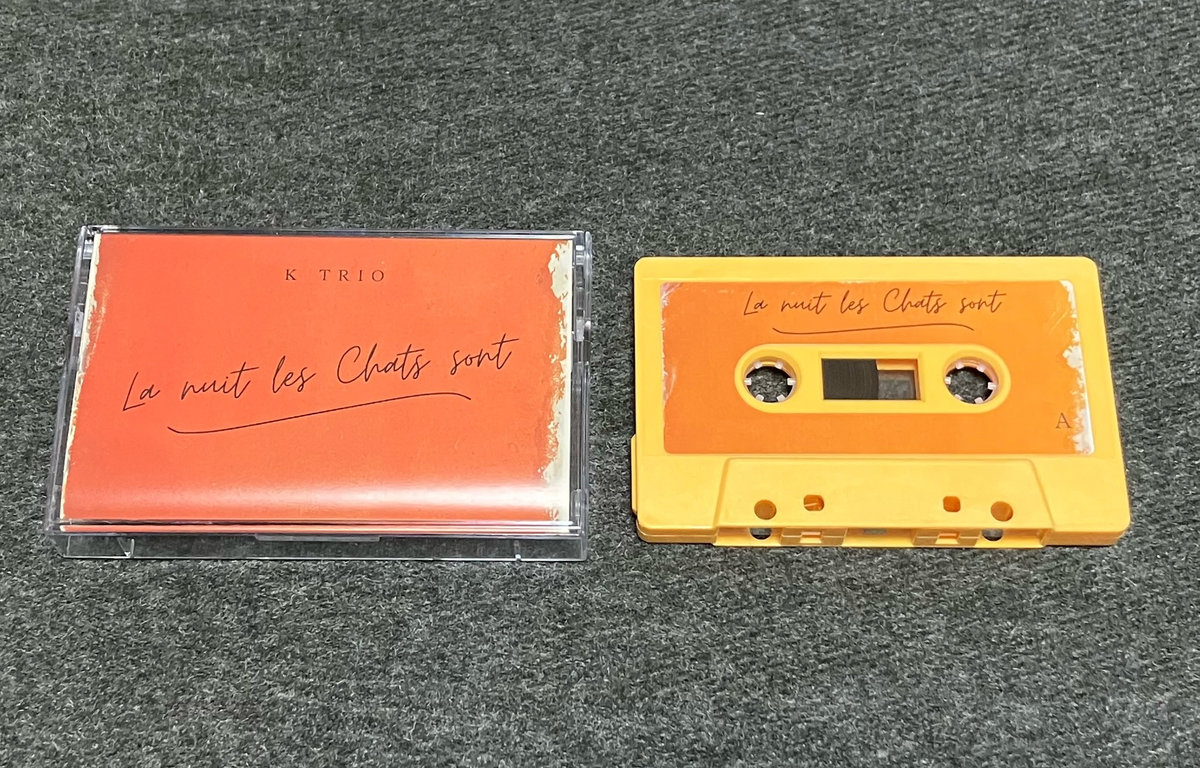 K TRIO
La nuit les Chats sont
La nuit les Chats sont
A